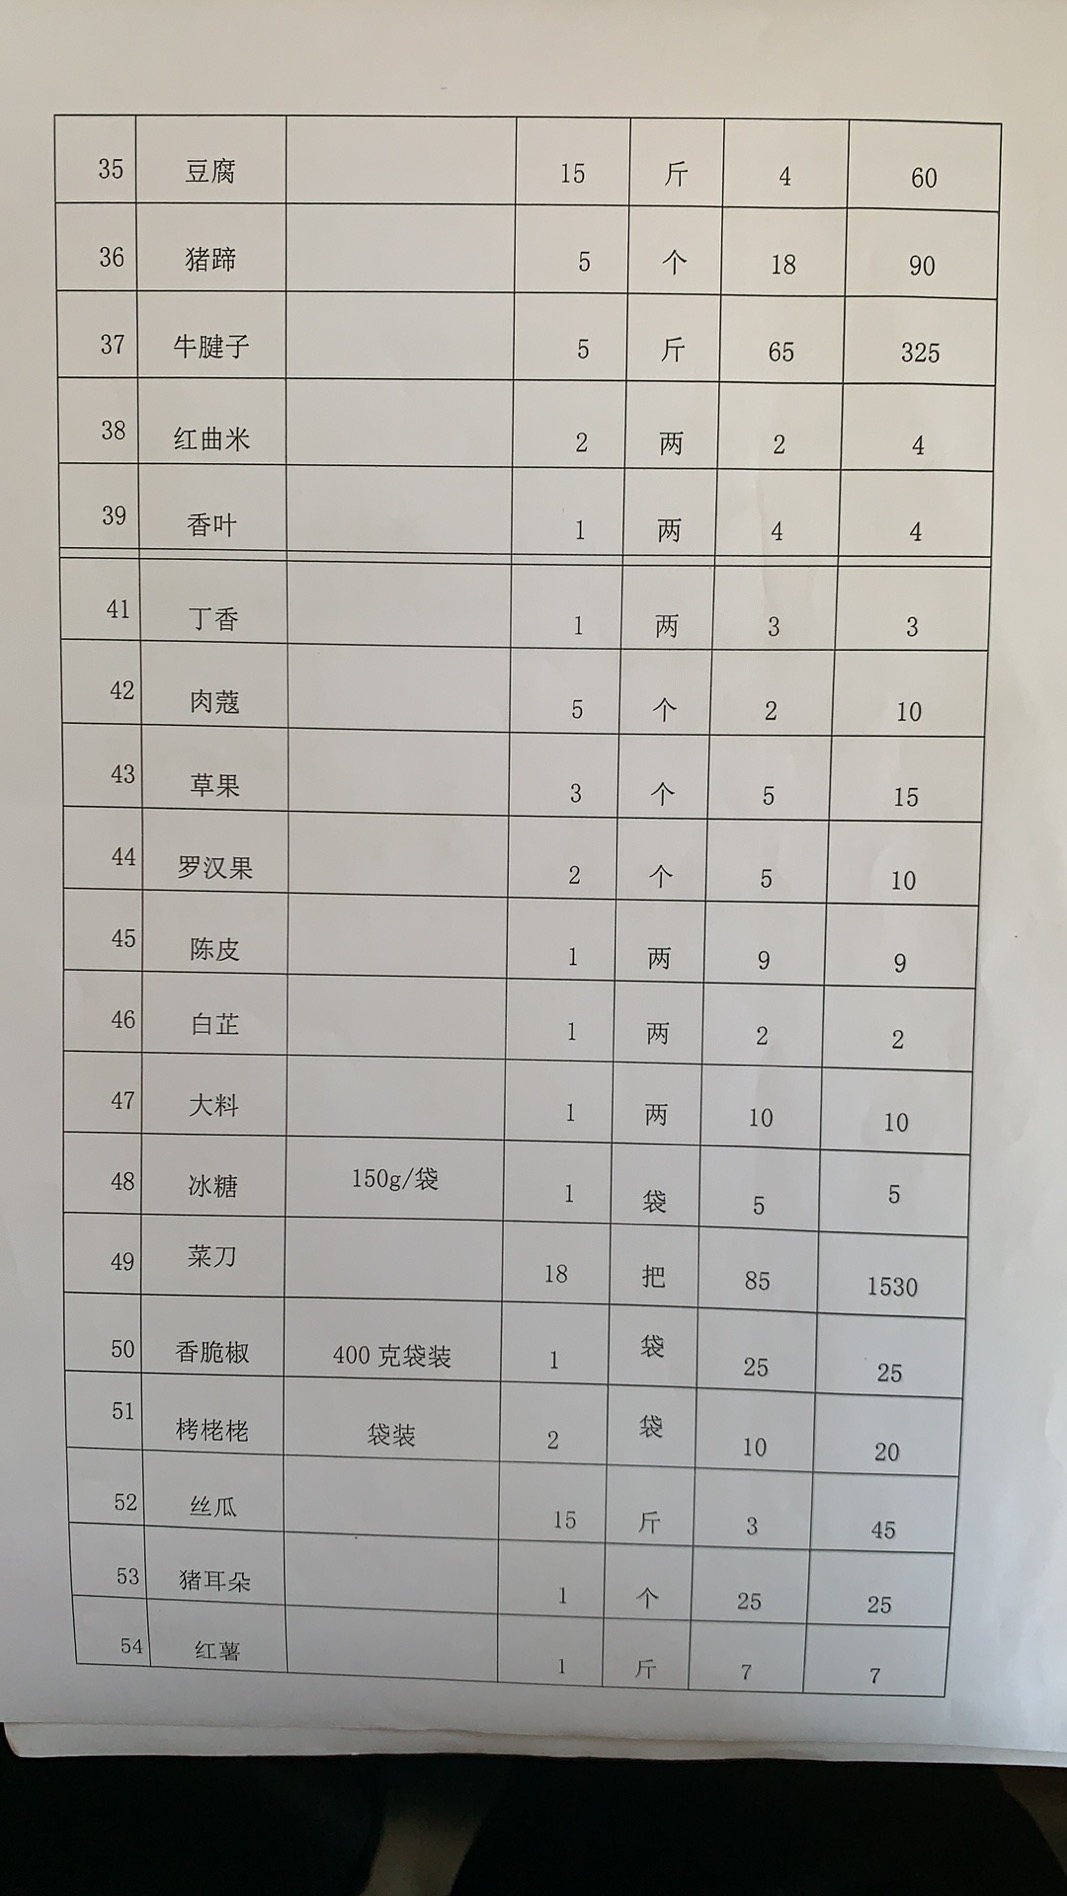 35 豆腐 15 斤 4 60
36 猪蹄 5 个 18 90
37 牛腱子 5 斤 65 325
38 红曲米 2 两 2 4
39 香叶 1 两 4 4
41 丁香 1 两 3 3
42 肉蔻 5 个 2 10
43 草果 3 个 5 15
44 罗汉果 2 个 5 10
45 陈皮 1 两 9 9
46 白芷 1 两 2 2
47 大料 1 两 10 10
48 冰糖 150g/袋 1 袋 5 5
49 菜刀 18 把 85 1530
50 香脆椒 400克袋装 1 袋 25 25
51 栲栳栳 袋装 2 袋 10 20
52 丝瓜 15 斤 3 45
53 猪耳朵 1 个 25 25
54 红薯 1 斤 7 7